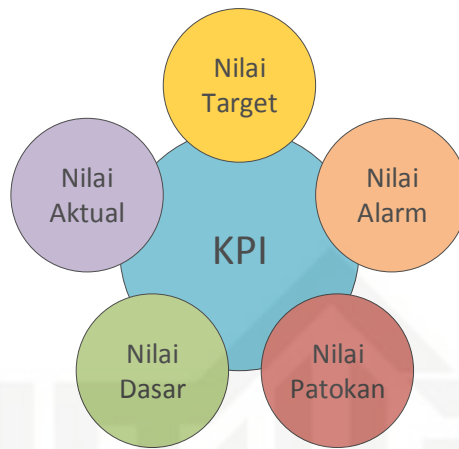 Nilai
Target
Nilai
Aktual
Nilai
Alarm
KPI
Nilai
Dasar
Nilai
Patokan